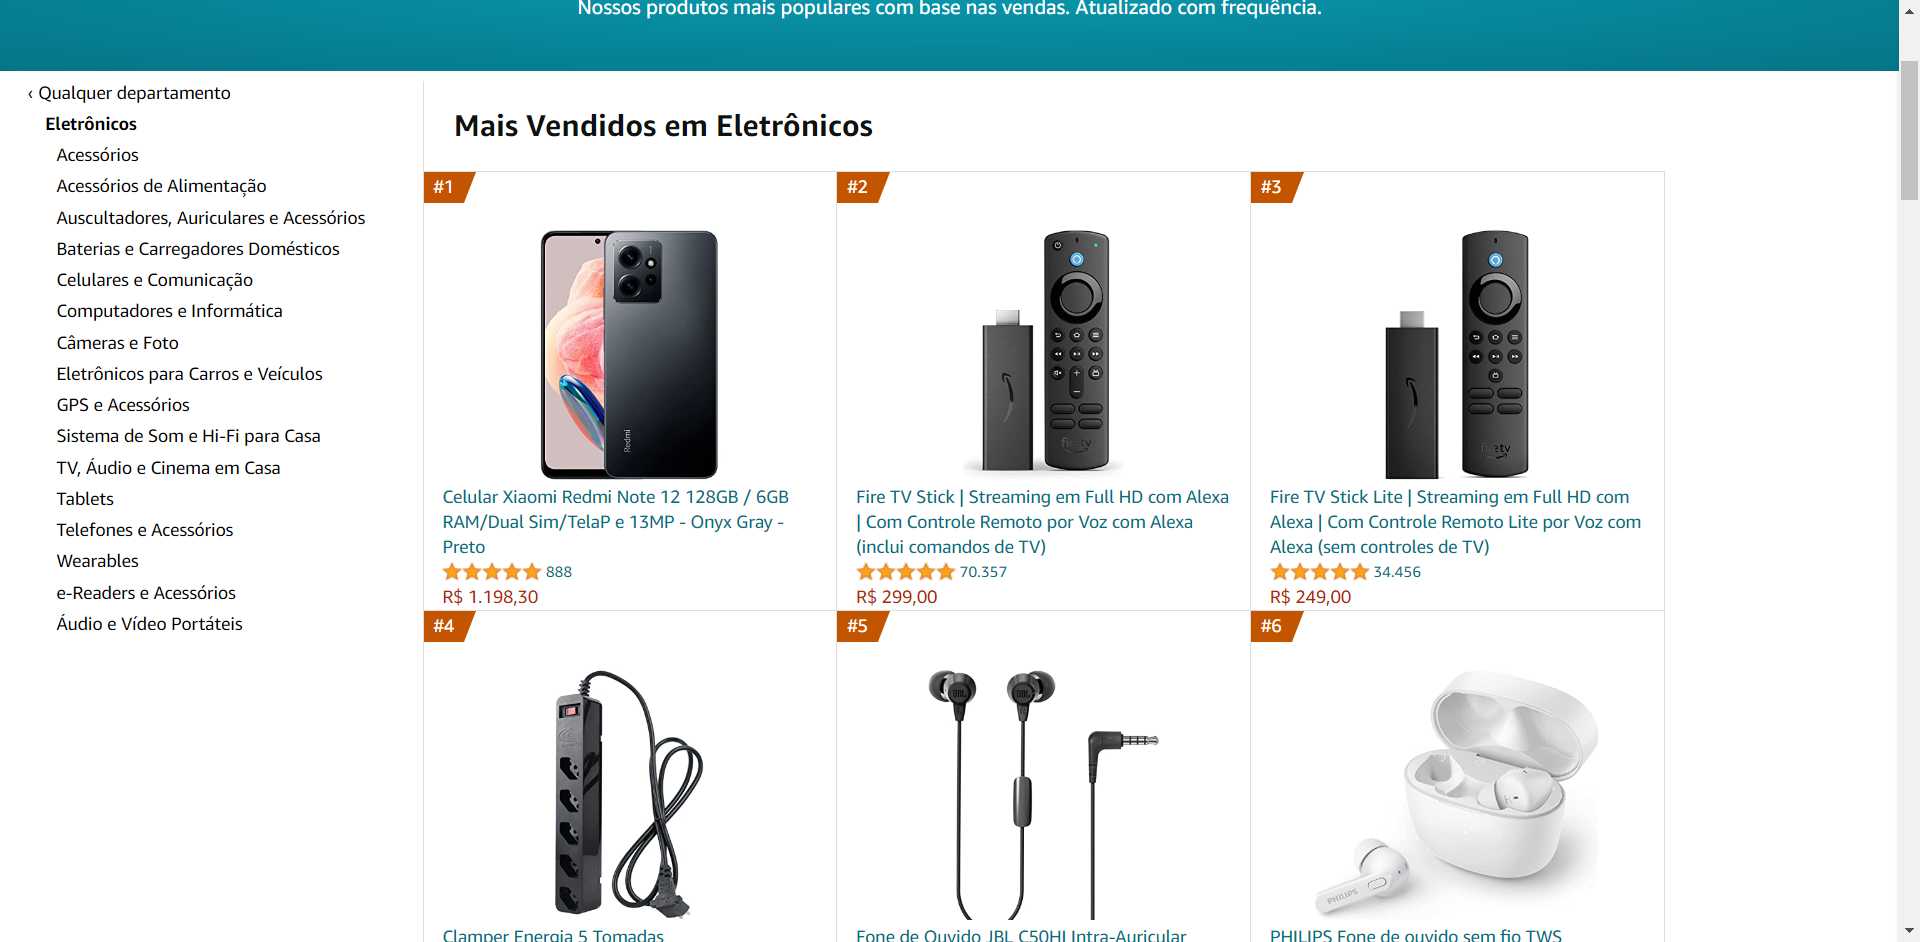 Nossos produtos mais populares com base nas vendas. Atualizado com frequência.
‹ Qualquer departamento
Eletrônicos
Acessórios
Acessórios de Alimentação
Auscultadores, Auriculares e Acessórios
Baterias e Carregadores Domésticos
Celulares e Comunicação
Computadores e Informática
Câmeras e Foto
Eletrônicos para Carros e Veículos
GPS e Acessórios
Sistema de Som e Hi-Fi para Casa
TV, Áudio e Cinema em Casa
Tablets
Telefones e Acessórios
Wearables
e-Readers e Acessórios
Áudio e Vídeo Portáteis
Mais Vendidos em Eletrônicos
#1
Redmi
Celular Xiaomi Redmi Note 12 128GB / 6GB
RAM/Dual Sim/TelaP e 13MP - Onyx Gray -
Preto
888
R$ 1.198,30
#2
fire tv
Fire TV Stick | Streaming em Full HD com Alexa
| Com Controle Remoto por Voz com Alexa
(inclui comandos de TV)
70.357
R$ 299,00
#3
fire tv
Fire TV Stick Lite | Streaming em Full HD com
Alexa | Com Controle Remoto Lite por Voz com
Alexa (sem controles de TV)
34.456
R$ 249,00
#4
Clamper Energia 5 Tomadas
#5
JBL
JBL
Fone de Ouvido JBL C50HI Intra-Auricular
#6
PHILIPS
PHILIPS Fone de ouvido sem fio TWS